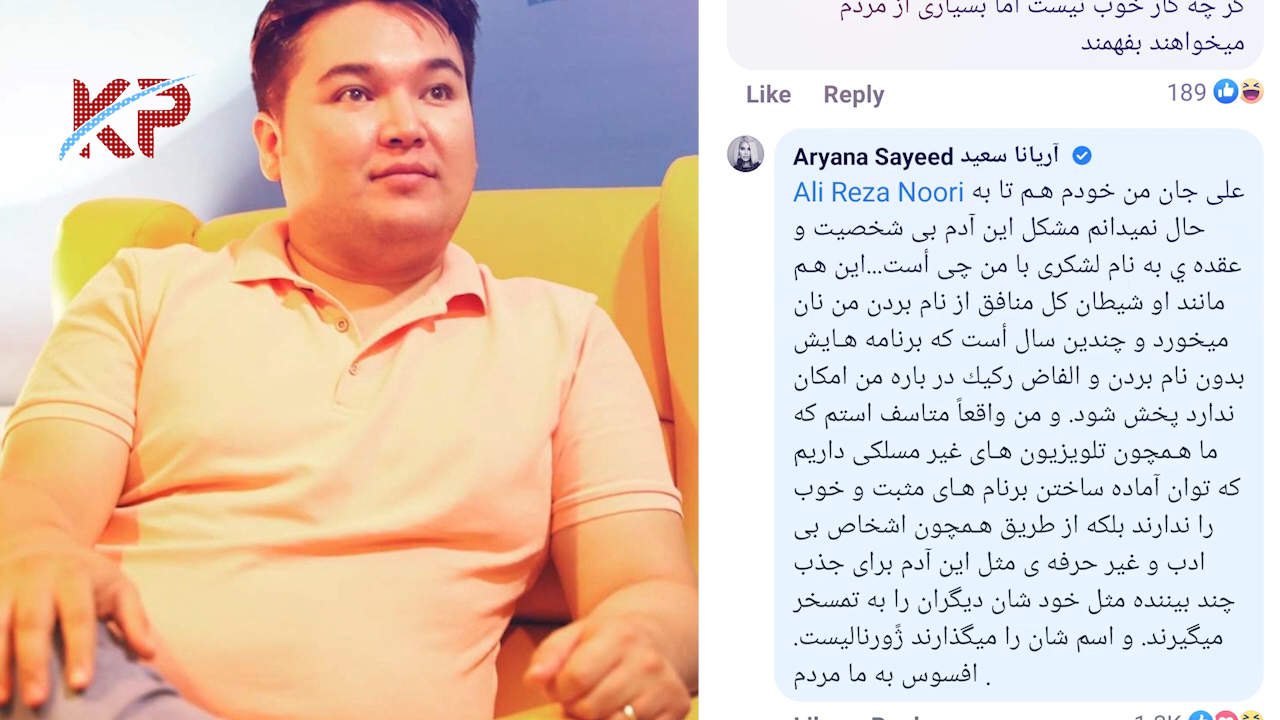 KP
گر چه کار خوب نیست اما بسیاری از مردم
میخواهند بفهمند
Like Reply 189
Aryana Sayeed آریانا سعید
Ali Reza Noori علی جان من خودم هم تا به
حال نمیدانم مشکل این آدم بی شخصیت و
عقده ي به نام لشکری با من چی أست...این هم
مانند او شیطان کل منافق از نام بردن من نان
میخورد و چندین سال أست که برنامه هایش
بدون نام بردن و الفاض رکیك در باره من امکان
ندارد پخش شود. و من واقعاً متاسف استم که
ما همچون تلویزیون های غیر مسلکی داریم
که توان آماده ساختن برنام های مثبت و خوب
را ندارند بلکه از طریق همچون اشخاص بی
ادب و غیر حرفه ی مثل این آدم برای جذب
چند بیننده مثل خود شان دیگران را به تمسخر
میگیرند. و اسم شان را میگذارند ژًورنالیست.
افسوس به ما مردم .